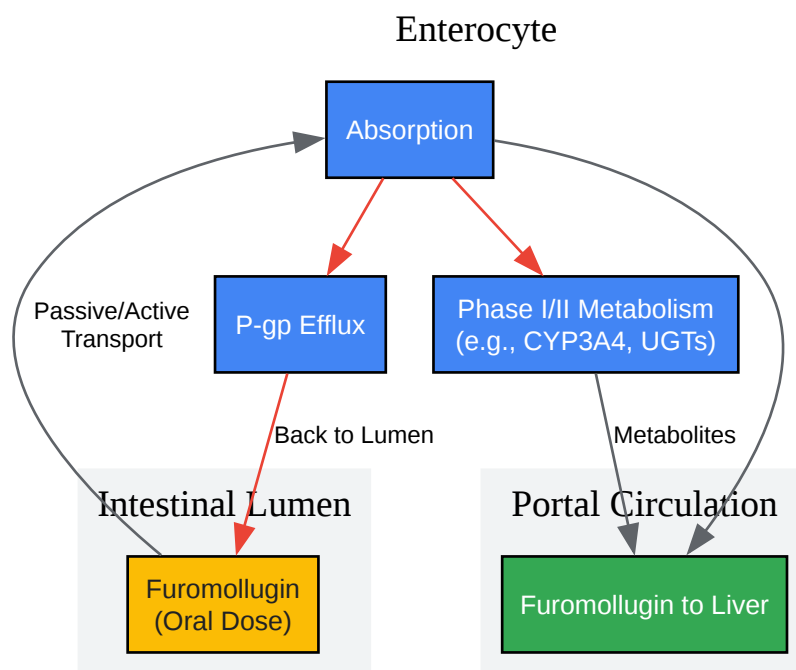 Enterocyte
Absorption
Passive/Active
Transport
P-gp Efflux
Phase I/II Metabolism
(e.g., CYP3A4, UGTs)
Back to Lumen
Metabolites
Intestinal Lumen
Portal Circulation
Furomollugin
(Oral Dose)
Furomollugin to Liver